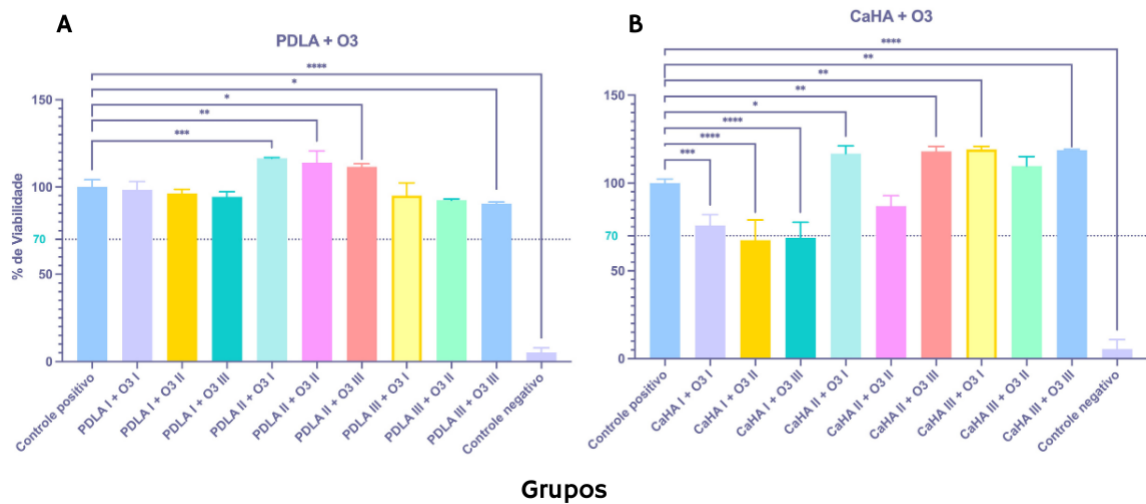 A
PDLA + O3
****
*
*
**
***
150
100
70
50
0
% de Viabilidade
Controle positivo
PDLA I + O3 I
PDLA I + O3 II
PDLA I + O3 III
PDLA II + O3 I
PDLA II + O3 II
PDLA II + O3 III
PDLA III + O3 I
PDLA III + O3 II
PDLA III + O3 III
Controle negativo
B
CaHA + O3
****
**
**
**
*
****
****
***
150
100
70
50
0
Controle positivo
CaHA I + O3 I
CaHA I + O3 II
CaHA I + O3 III
CaHA II + O3 I
CaHA II + O3 II
CaHA II + O3 III
CaHA III + O3 I
CaHA III + O3 II
CaHA III + O3 III
Controle negativo
Grupos